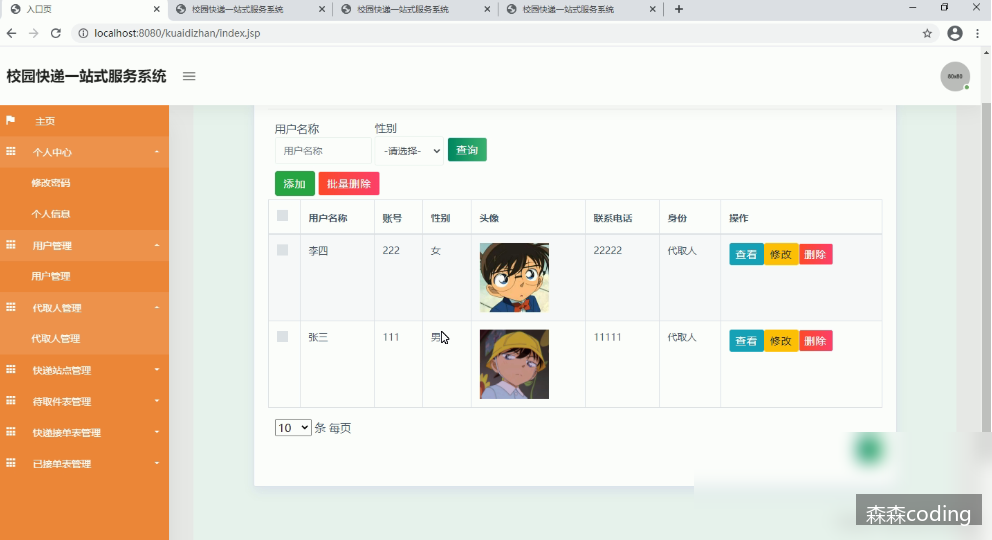 入口页
校园快递一站式服务系统
校园快递一站式服务系统
校园快递一站式服务系统
localhost:8080/kuaidizhan/index.jsp
校园快递一站式服务系统
60x60
主页
个人中心
修改密码
个人信息
用户管理
用户管理
代取人管理
代取人管理
快递站点管理
待取件表管理
快递接单表管理
已接单表管理
用户名称 性别
用户名称 -请选择- 查询
添加 批量删除
用户名称 账号 性别 头像 联系电话 身份 操作
李四 222 女 22222 代取人 查看 修改 删除
张三 111 男 11111 代取人 查看 修改 删除
10 条 每页
森森coding